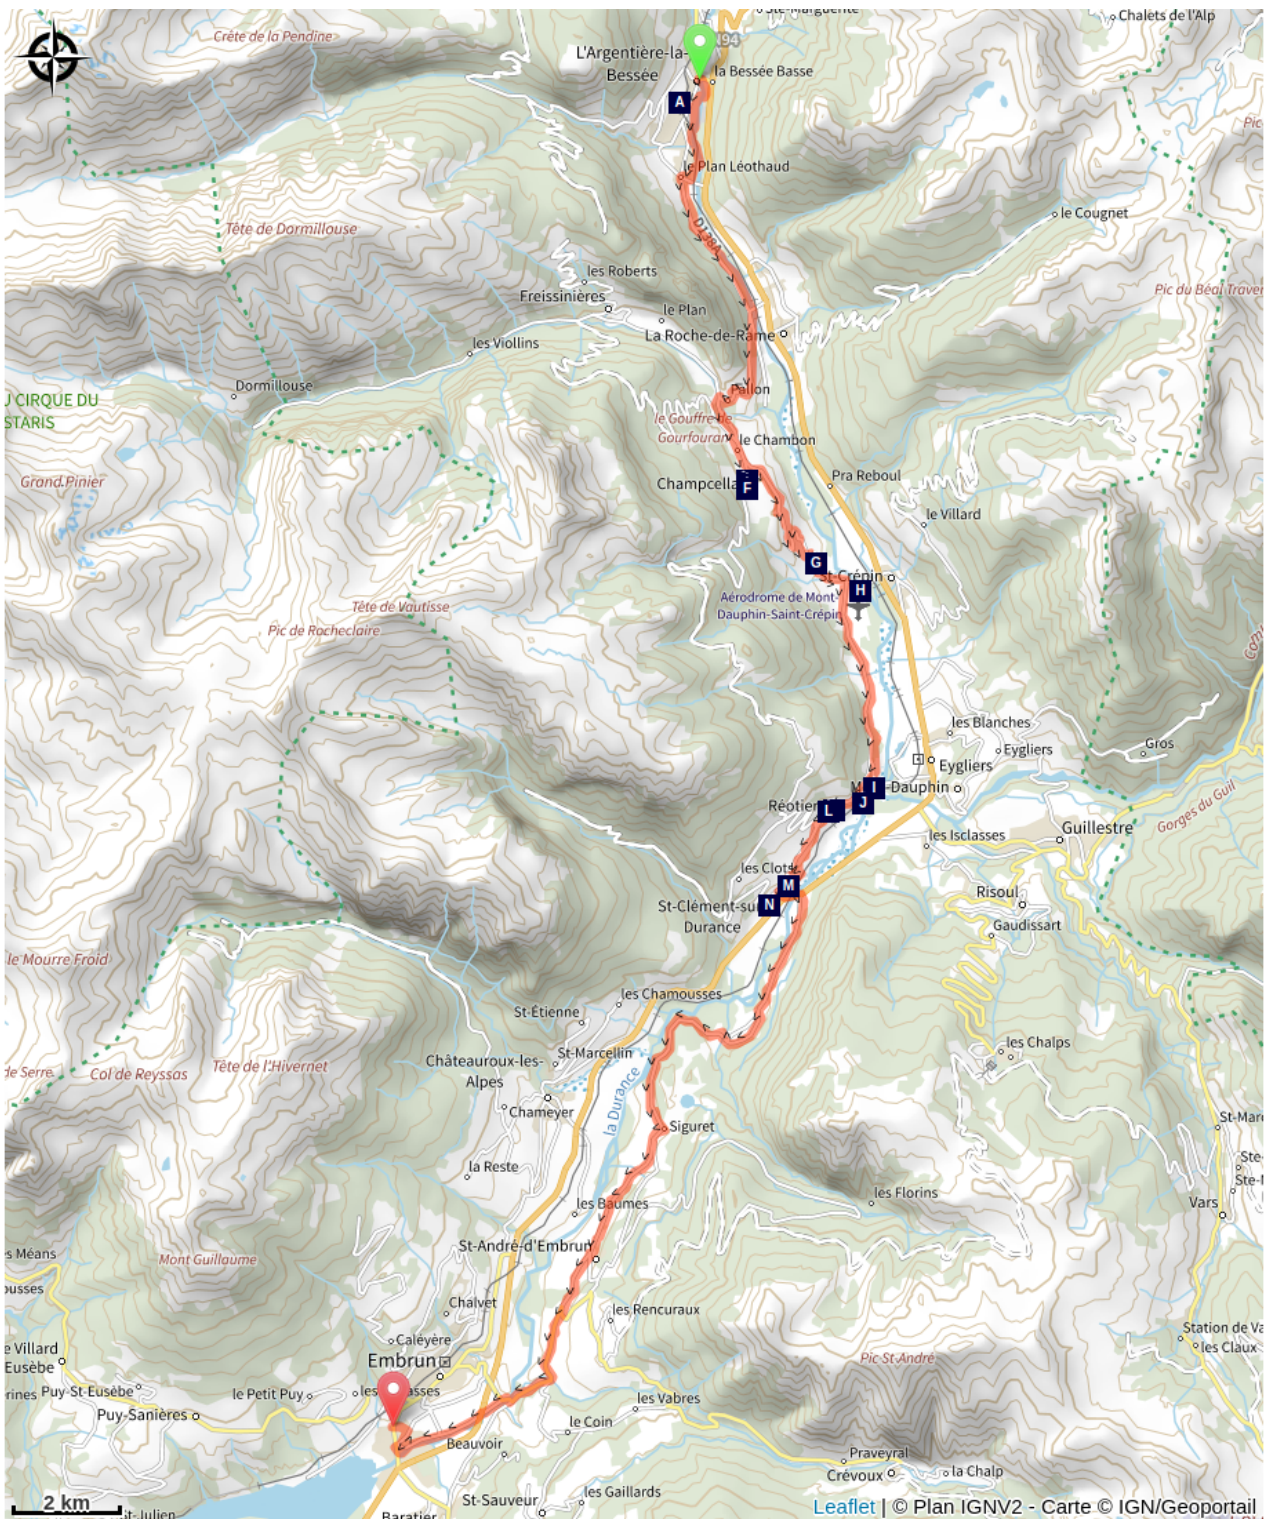 Ste-Marguerite
Chalets de l'Alp
Crête de la Pendine
L'Argentière-la-
Bessée
N94
la Bessée Basse
A
Pic
le Plan Léothaud
le Cougnet
Tête de Dormillouse
D138A
les Roberts
Freissinières
Pic du Béal Traver
le Plan
La Roche-de-Rame
les Viollins
Dormillouse
Pallon
U CIRQUE DU
STARIS
le Gouffre de
Gourfouran
le Chambon
Grand Pinier
Champcella
F
Pra Reboul
le Villard
G
St-Crépin
H
Aérodrome de Mont-
Dauphin-Saint-Crépin
Tête de Vautisse
Pic de Rocheclaire
les Blanches
Eygliers
Gros
Eygliers
I
Dauphin
J
L
Réotier
Gorges du Guil
les Isclasses
Guillestre
les Clots
M
Risoul
N
St-Clément-su
Durance
Gaudissart
le Mourre Froid
les Chamousses
St-Étienne
les Chalps
St-Marcellin
Châteauroux-les-
Alpes
Tête de l'Hivernet
Col de Reyssas
de Serre
Chameyer
la Durance
St-Marc
Siguret
la Reste
Ste-
Ste-M
les Florins
Vars
les Baumes
St-André-d'Embrun
s Méans
Mont Guillaume
ousses
Chalvet
les Rencuraux
Station de Va
les Claux
e Villard
Eusèbe
Caléyère
Embrun
Pic St-André
rines
Puy-St-Eusèbe
le Petit Puy
les
asses
les Vabres
Puy-Sanières
le Coin
Beauvoir
Praveyral
Crévoux
la Chalp
les Gaillards
St-Sauveur
2 km
t-Julien
Baratier
Leaflet | © Plan IGNV2 - Carte © IGN/Geoportail